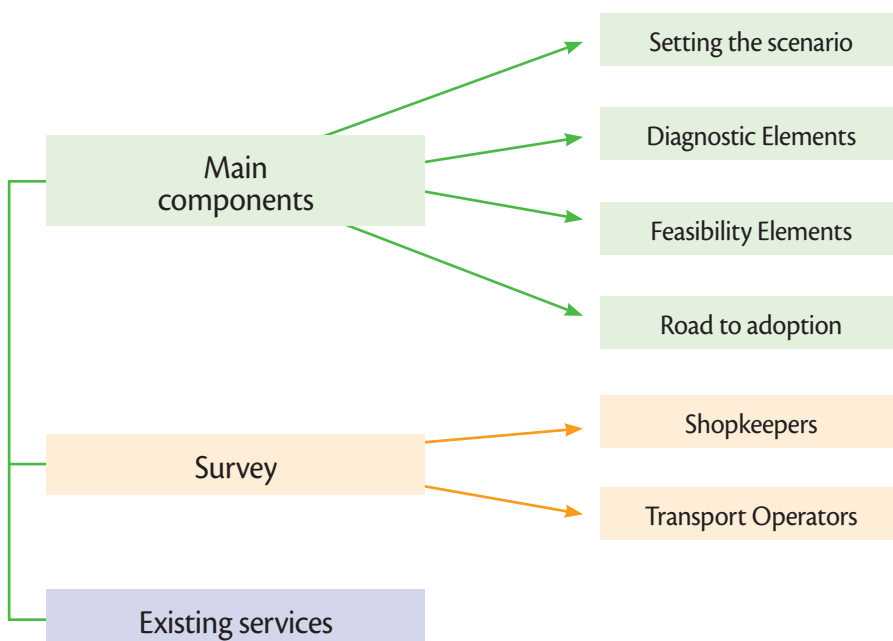 Setting the scenario
Main
components
Diagnostic Elements
Feasibility Elements
Road to adoption
Survey
Shopkeepers
Transport Operators
Existing services